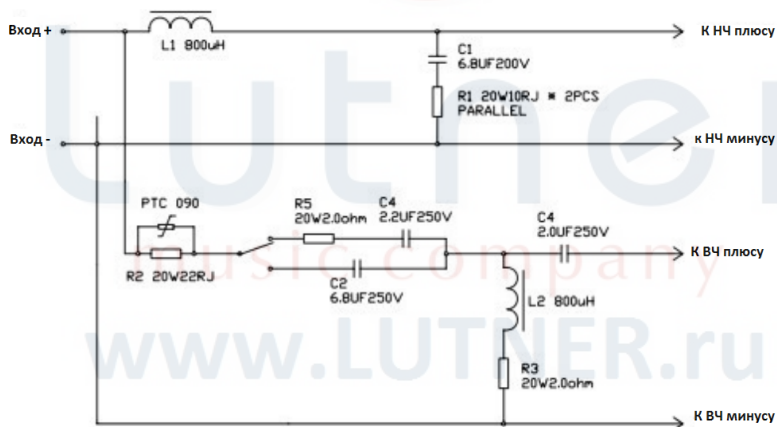 Вход +
L1 800uH
К НЧ плюсу
C1
6.8UF200V
R1 20W10RJ * 2PCS
PARALLEL
Lutner
Вход -
к НЧ минусу
PTC 090
R5
20W2.0ohm
C4
2.2UF250V
C4
2.0UF250V
К ВЧ плюсу
music company
R2 20W22RJ
C2
6.8UF250V
L2 800uH
www.LUTNER.ru
R3
20W2.0ohm
К ВЧ минусу